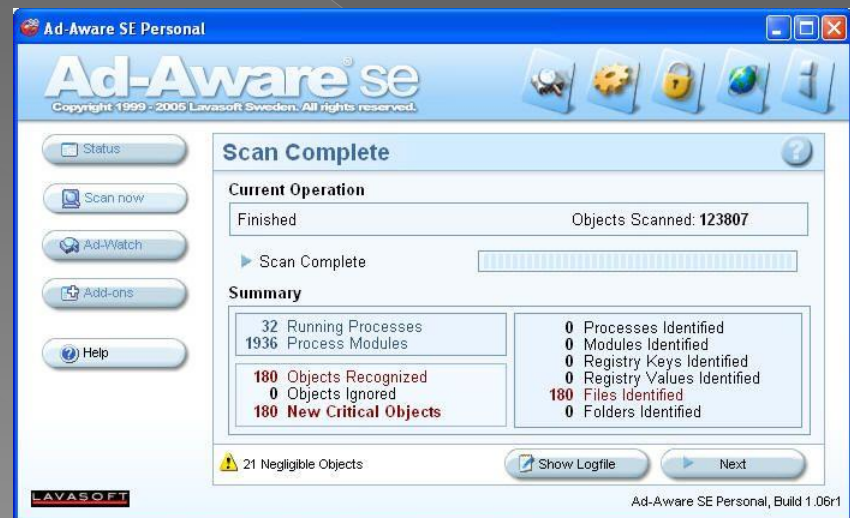 Ad-Aware SE Personal
Ad-Aware SE
Copyright 1999 - 2005 Lavasoft Sweden. All rights reserved.
Status
Scan now
Ad-Watch
Add-ons
Help
Scan Complete
Current Operation
Finished Objects Scanned: 123807
Scan Complete
Summary
32 Running Processes
1936 Process Modules
180 Objects Recognized
0 Objects Ignored
180 New Critical Objects
0 Processes Identified
0 Modules Identified
0 Registry Keys Identified
0 Registry Values Identified
180 Files Identified
0 Folders Identified
21 Negligible Objects
Show Logfile
Next
LAVASOFT
Ad-Aware SE Personal, Build 1.06r1